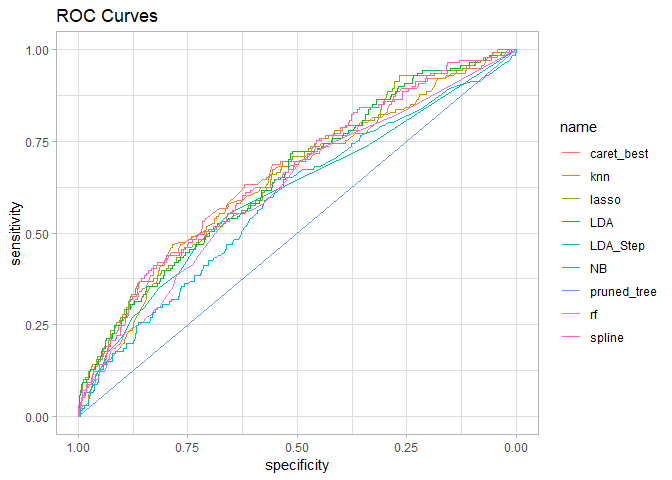 ROC Curves
sensitivity
1.00
0.75
0.50
0.25
0.00
1.00 0.75 0.50 0.25 0.00
specificity
name
caret_best
knn
lasso
LDA
LDA_Step
NB
pruned_tree
rf
spline